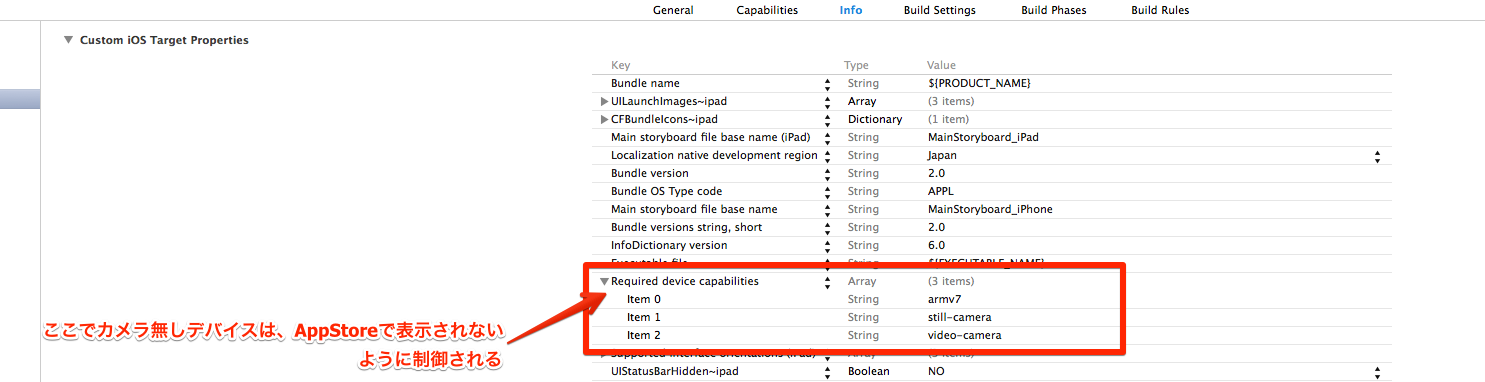 General Capabilities Info Build Settings Build Phases Build Rules
Custom iOS Target Properties
Key Type Value
Bundle name String ${PRODUCT_NAME}
UILaunchImages~ipad Array (3 items)
CFBundleIcons~ipad Dictionary (1 item)
Main storyboard file base name (iPad) String MainStoryboard_iPad
Localization native development region String Japan
Bundle version String 2.0
Bundle OS Type code String APPL
Main storyboard file base name String MainStoryboard_iPhone
Bundle versions string, short String 2.0
InfoDictionary version String 6.0
Executable file String ${EXECUTABLE_NAME}
Required device capabilities Array (3 items)
Item 0 String armv7
Item 1 String still-camera
Item 2 String video-camera
ここでカメラ無しデバイスは、AppStoreで表示されない
ように制御される
Supported interface orientations (iPad) Array
UIStatusBarHidden~ipad Boolean NO